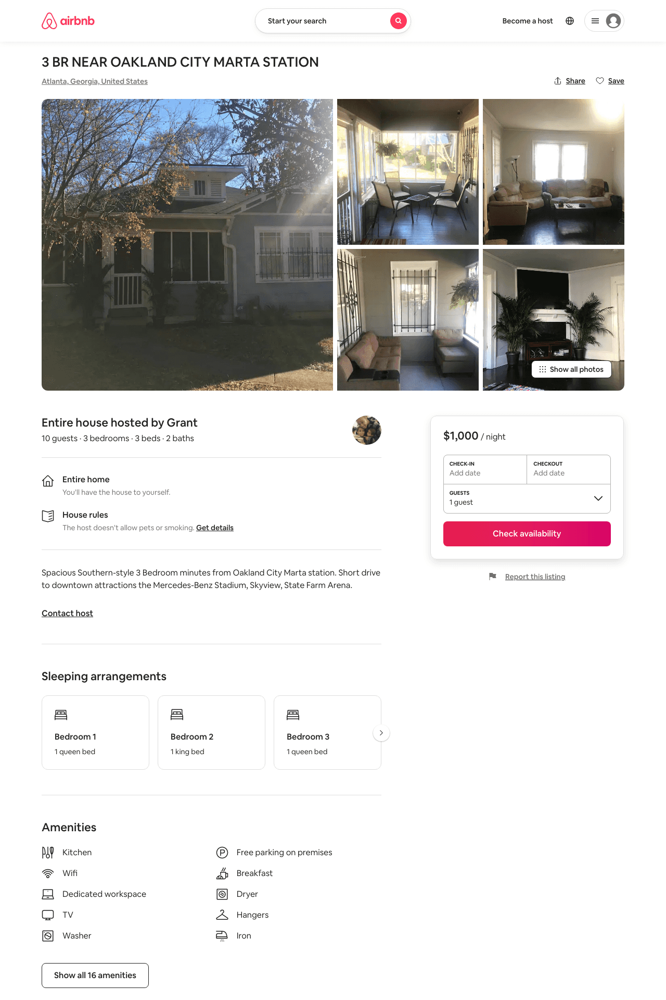 airbnb
Start your search
Become a host
3 BR NEAR OAKLAND CITY MARTA STATION
Atlanta, Georgia, United States
Share
Save
Show all photos
Entire house hosted by Grant
10 guests · 3 bedrooms · 3 beds · 2 baths
Entire home
You’ll have the house to yourself.
House rules
The host doesn’t allow pets or smoking. Get details
Spacious Southern-style 3 Bedroom minutes from Oakland City Marta station. Short drive
to downtown attractions the Mercedes-Benz Stadium, Skyview, State Farm Arena.
Contact host
$1,000 / night
CHECK-IN
Add date
CHECKOUT
Add date
GUESTS
1 guest
Check availability
Report this listing
Sleeping arrangements
Bedroom 1
1 queen bed
Bedroom 2
1 king bed
Bedroom 3
1 queen bed
Amenities
Kitchen
Free parking on premises
Wifi
Breakfast
Dedicated workspace
Dryer
TV
Hangers
Washer
Iron
Show all 16 amenities